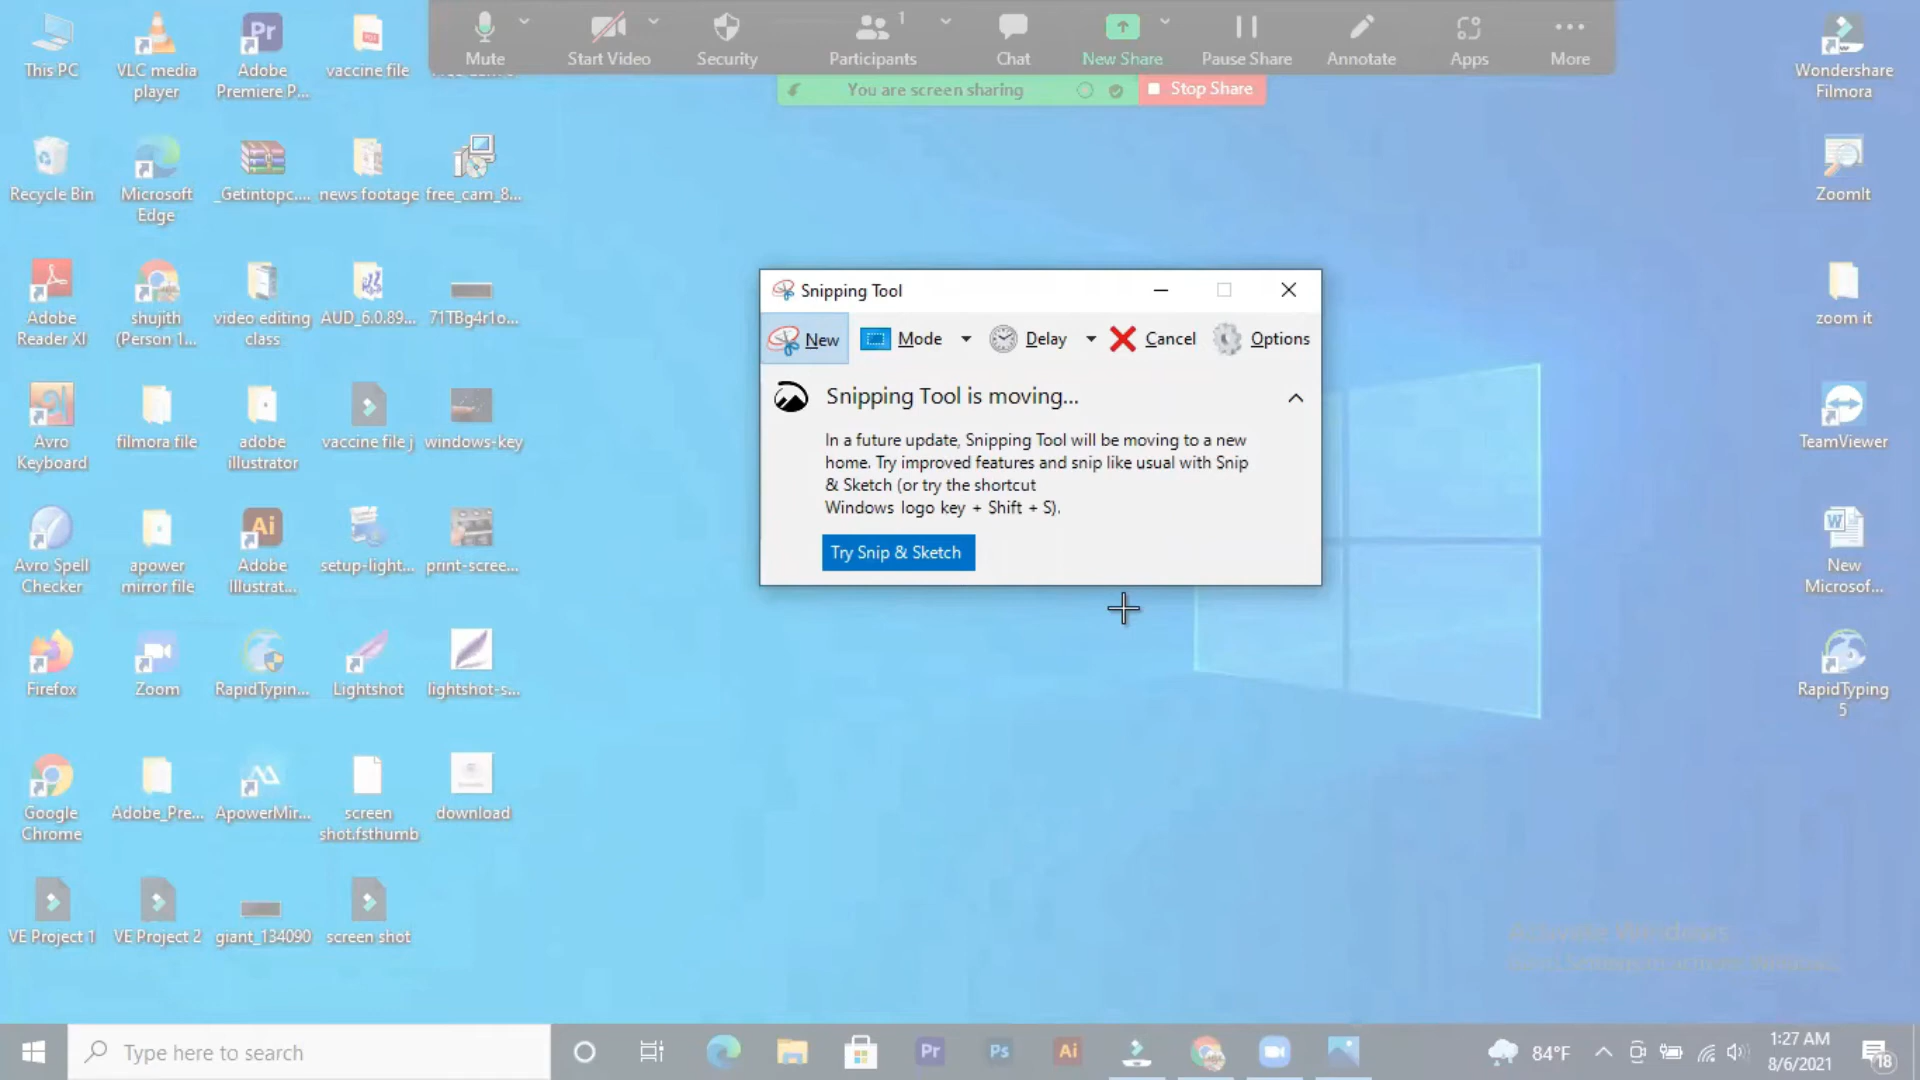 Mute
Start Video
Security
Participants
1
Chat
New Share
Pause Share
Annotate
Apps
More
You are screen sharing
Stop Share
This PC
VLC media
player
Adobe
Premiere P...
vaccine file
Wondershare
Filmora
Recycle Bin
Microsoft
Edge
_Getintopc....
news footage
free_cam_8...
ZoomIt
Adobe
Reader XI
shujith
(Person 1...
video editing
class
AUD_6.0.89...
71TBg4r1o...
zoom it
Avro
Keyboard
filmora file
adobe
illustrator
vaccine file j
windows-key
TeamViewer
Avro Spell
Checker
apower
mirror file
Adobe
Illustrat...
setup-light...
print-scree...
New
Microsof...
Firefox
Zoom
RapidTypin...
Lightshot
lightshot-s...
RapidTyping
5
Google
Chrome
Adobe_Pre...
ApowerMir...
screen
shot.fsthumb
download
VE Project 1
VE Project 2
giant_134090
screen shot
Snipping Tool
New
Mode
Delay
Cancel
Options
Snipping Tool is moving...
In a future update, Snipping Tool will be moving to a new
home. Try improved features and snip like usual with Snip
& Sketch (or try the shortcut
Windows logo key + Shift + S).
Try Snip & Sketch
Activate Windows
Type here to search
Pr
Ps
Ai
84°F
1:27 AM
8/6/2021
18